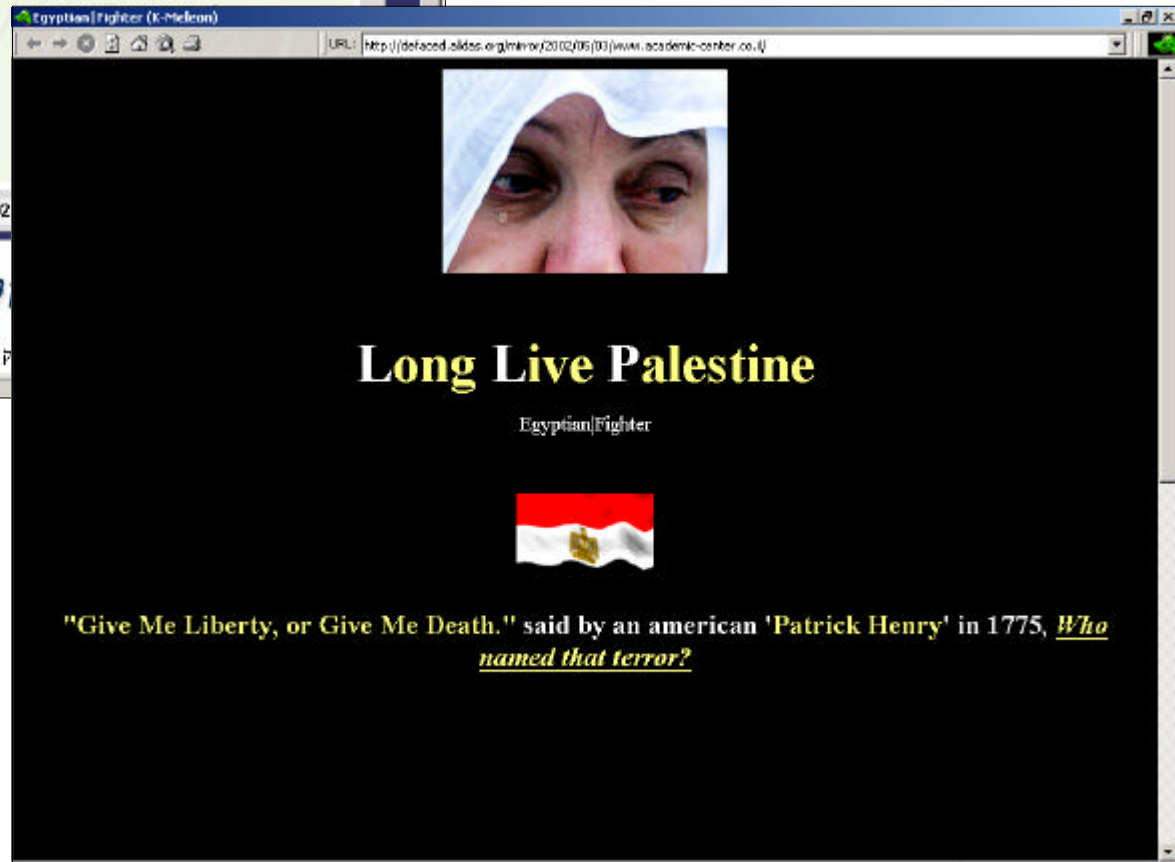 Egyptian|Fighter (K-Meleon)
URL: http://defaced.alldas.org/mirror/2002/05/03/www.academic-center.co.il/
Long Live Palestine
Egyptian|Fighter
"Give Me Liberty, or Give Me Death." said by an american 'Patrick Henry' in 1775, Who
named that terror?